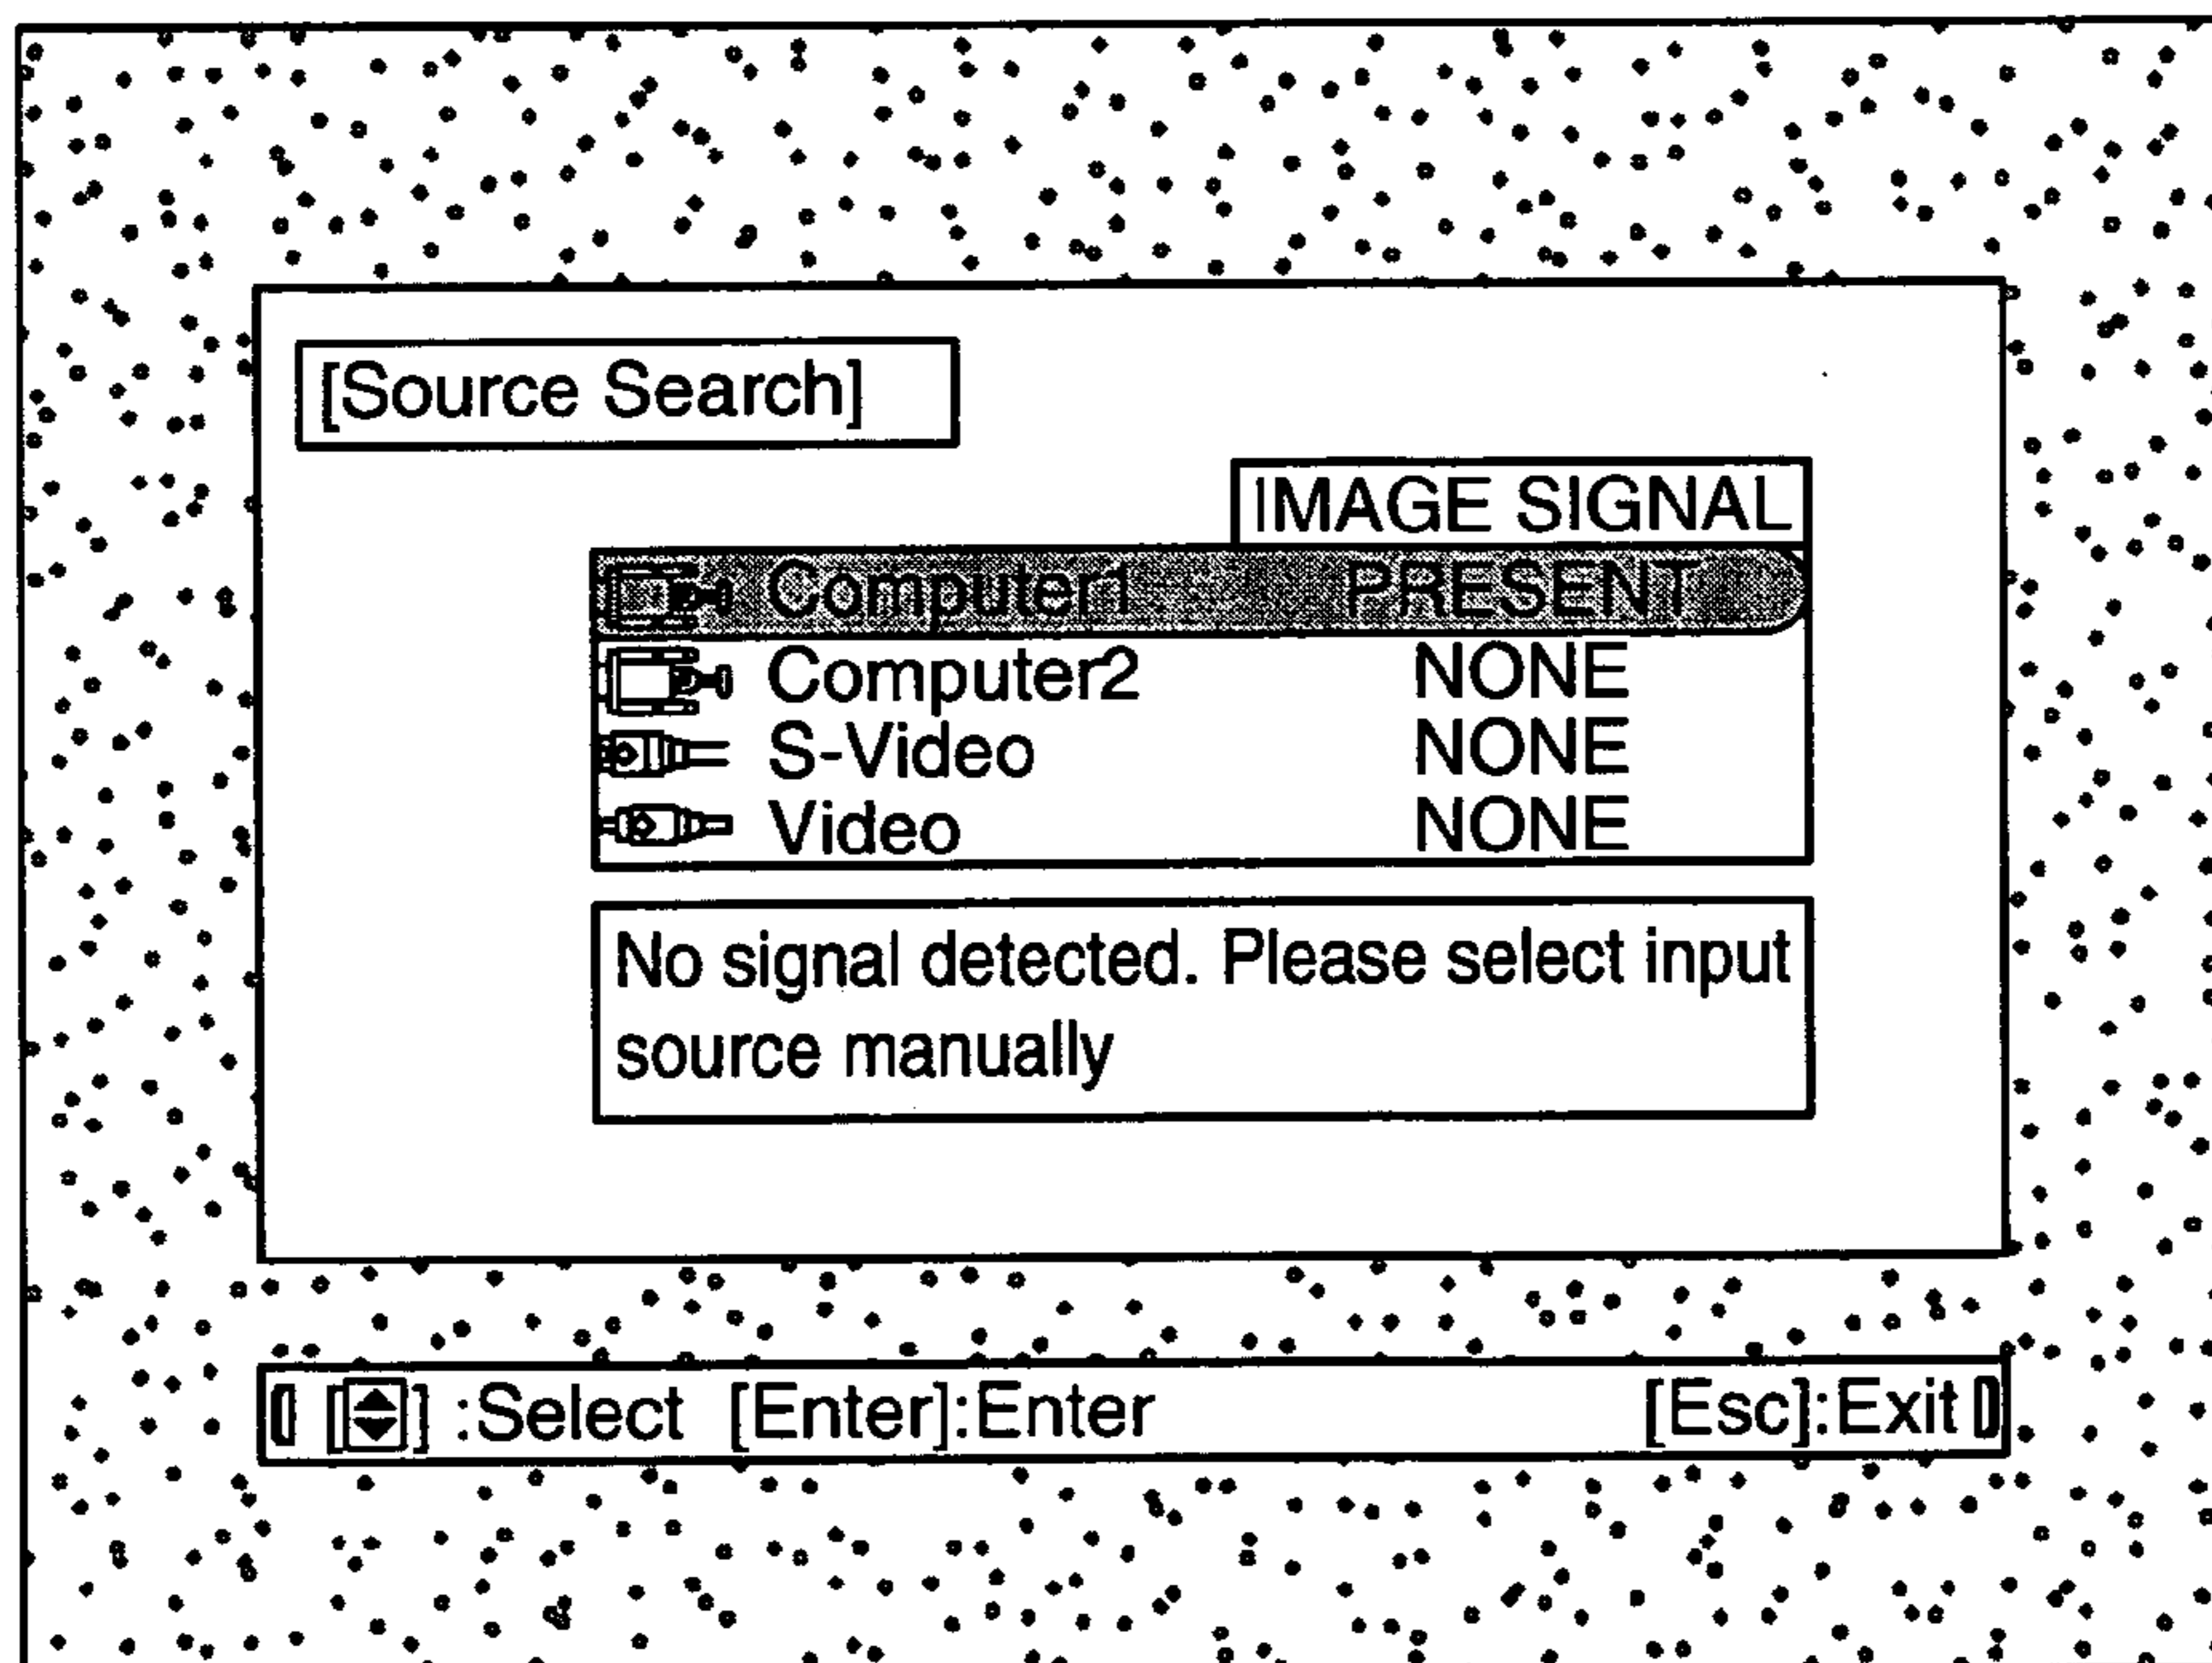 [Source Search]
IMAGE SIGNAL
Computer1 PRESENT
Computer2 NONE
S-Video NONE
Video NONE
No signal detected. Please select input
source manually
[] :Select [Enter]:Enter [Esc]:Exit